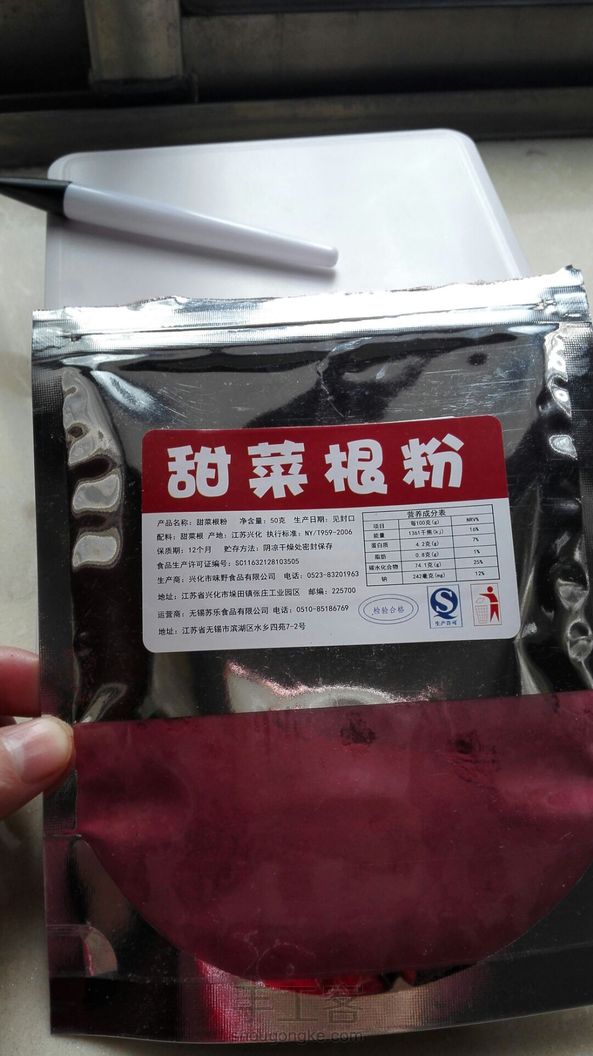 甜菜根粉
产品名称：甜菜根粉 净含量：50克 生产日期：见封口
配料：甜菜根 产地：江苏兴化 执行标准：NY/T959-2006
保质期：12个月 贮存方法：阴凉干燥处密封保存
食品生产许可证编号：SC01632128103505
生产商：兴化市味野食品有限公司 电话：0523-83201963
地址：江苏省兴化市垛田镇张庄工业园区 邮编：225700
运营商：无锡苏乐食品有限公司 电话：0510-85186769
地址：江苏省无锡市滨湖区水乡四苑7-2号
营养成分表
项目 每100克(g) NRV%
能量 1361千焦(kj) 16%
蛋白质 4.2克(g) 7%
脂肪 0.8克(g) 1%
碳水化合物 74.1克(g) 25%
钠 242毫克(mg) 12%
检验合格
S
生产许可
手工客
shougongke.com